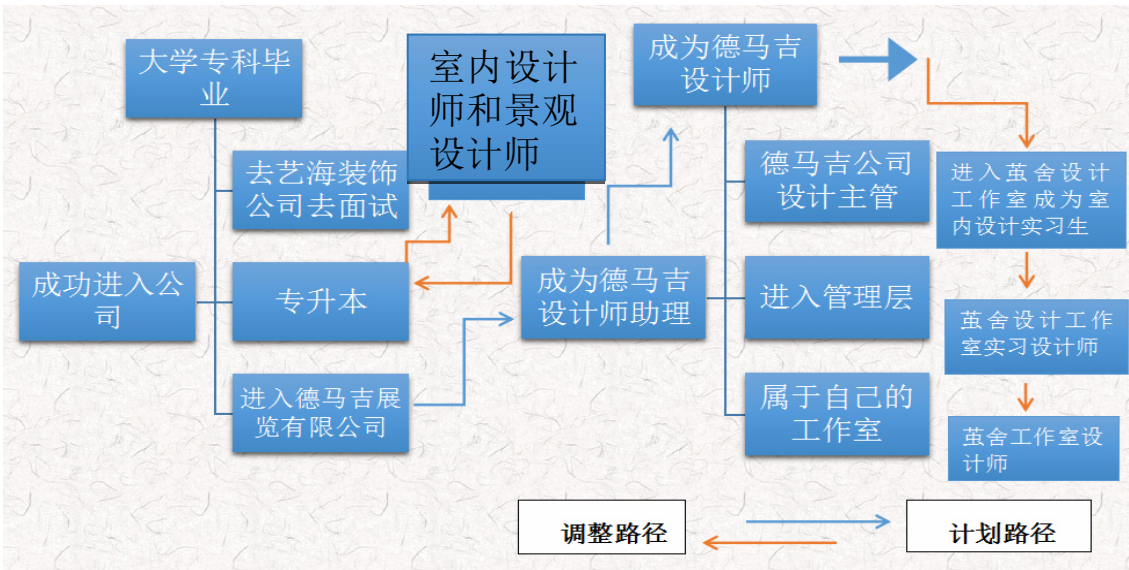 大学专科毕
业
去艺海装饰
公司去面试
成功进入公
司
专升本
进入德马吉展
览有限公司
室内设计
师和景观
设计师
成为德马吉
设计师助理
成为德马吉
设计师
德马吉公司
设计主管
进入管理层
属于自己的
工作室
进入茧舍设计
工作室成为室
内设计实习生
茧舍设计工作
室实习设计师
茧舍工作室设
计师
调整路径
计划路径